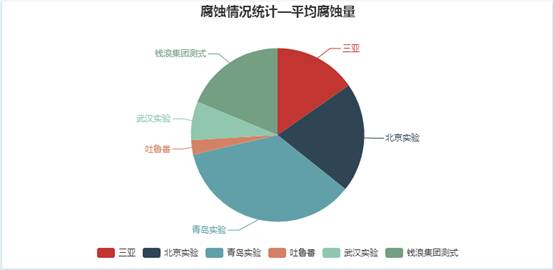 腐蚀情况统计—平均腐蚀量
三亚
钱浪集团测式
武汉实验
北京实验
吐鲁番
青岛实验
三亚 北京实验 青岛实验 吐鲁番 武汉实验 钱浪集团测式